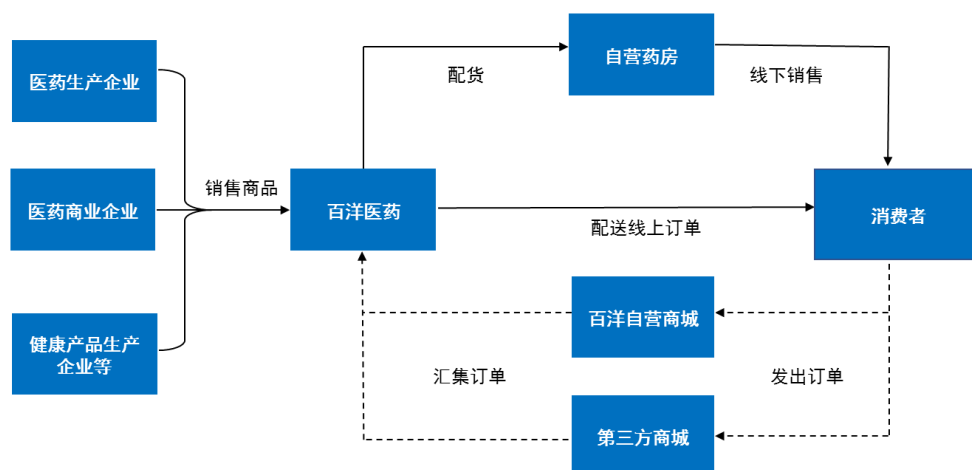 自营药房
医药生产企业
配货
线下销售
医药商业企业
销售商品
百洋医药
消费者
配送线上订单
百洋自营商城
健康产品生产
企业等
汇集订单
发出订单
第三方商城